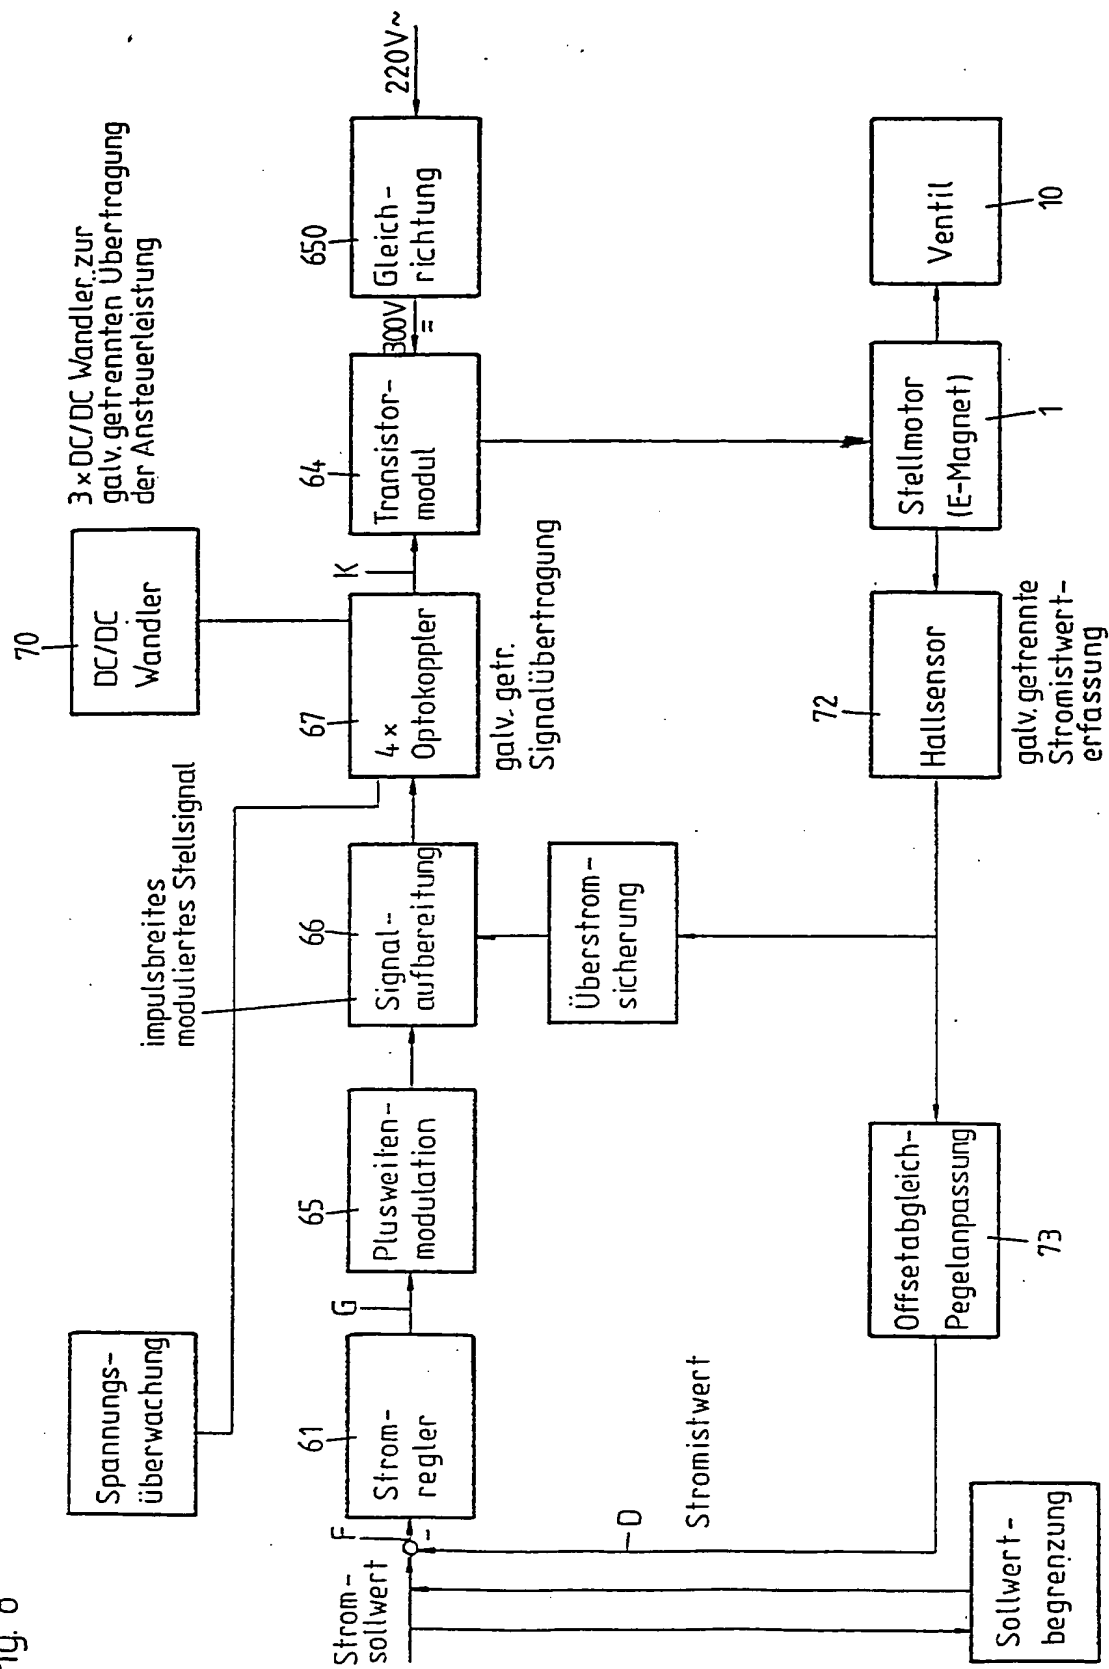 Fig. 6
70
DC/DC
Wandler
3 x DC/DC Wandler zur
galv. getrennten Übertragung
der Ansteuerleistung
Spannungs-
überwachung
impulsbreites
moduliertes Stellsignal
Strom-
sollwert
F
-
61
Strom-
regler
G
65
Plusweiten-
modulation
66
Signal-
aufbereitung
67
4 x
Optokoppler
galv. getr.
Signalübertragung
K
64
Transistor-
modul
300V
=
650
Gleich-
richtung
220V~
Überstrom-
sicherung
D
Stromistwert
Sollwert-
begrenzung
Offsetabgleich-
Pegelanpassung
73
72
Hallsensor
galv. getrennte
Stromistwert-
erfassung
Stellmotor
(E-Magnet)
1
Ventil
10